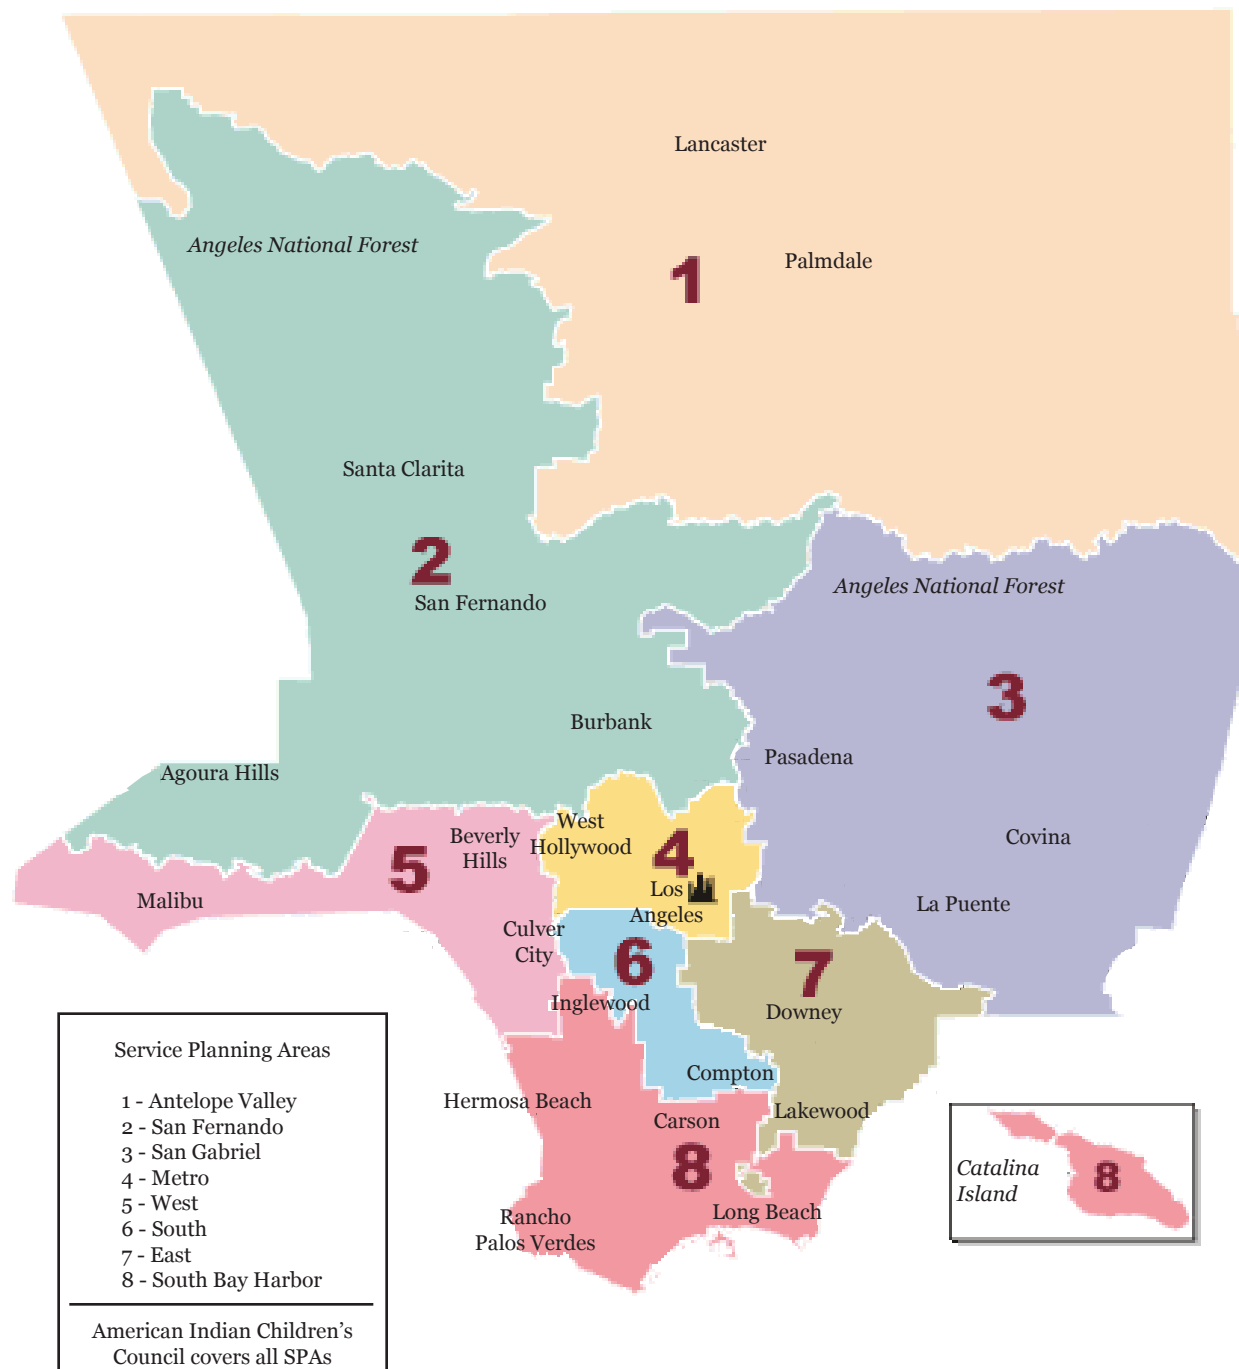 Lancaster
Angeles National Forest
Palmdale
1
Santa Clarita
2
San Fernando
Angeles National Forest
3
Burbank
Pasadena
Agoura Hills
West
Hollywood
Beverly
Hills
4
5
Covina
Malibu
Los
Angeles
La Puente
Culver
City
6
7
Inglewood
Downey
Compton
Hermosa Beach
Carson
Lakewood
8
Long Beach
Rancho
Palos Verdes
Catalina
Island
8
Service Planning Areas
1 - Antelope Valley
2 - San Fernando
3 - San Gabriel
4 - Metro
5 - West
6 - South
7 - East
8 - South Bay Harbor
American Indian Children's
Council covers all SPAs